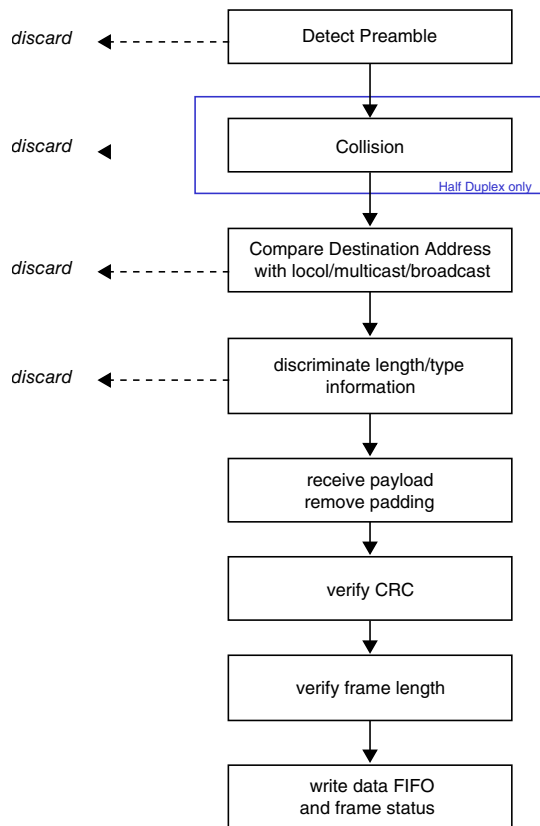 discard
Detect Preamble
discard
Collision
Half Duplex only
discard
Compare Destination Address
with locol/multicast/broadcast
discard
discriminate length/type
information
receive payload
remove padding
verify CRC
verify frame length
write data FIFO
and frame status